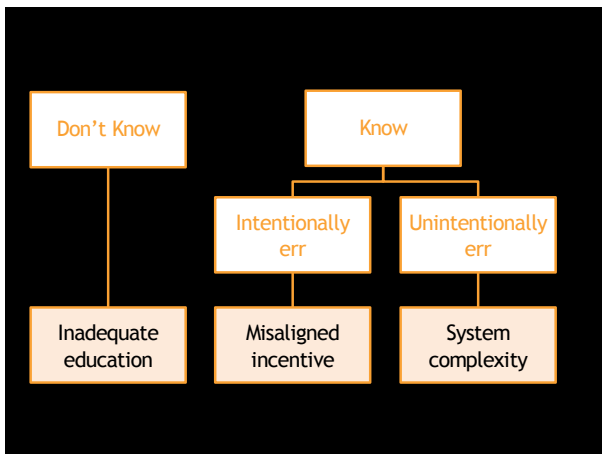 Don’t Know
Know
Intentionally
err
Unintentionally
err
Inadequate
education
Misaligned
incentive
System
complexity